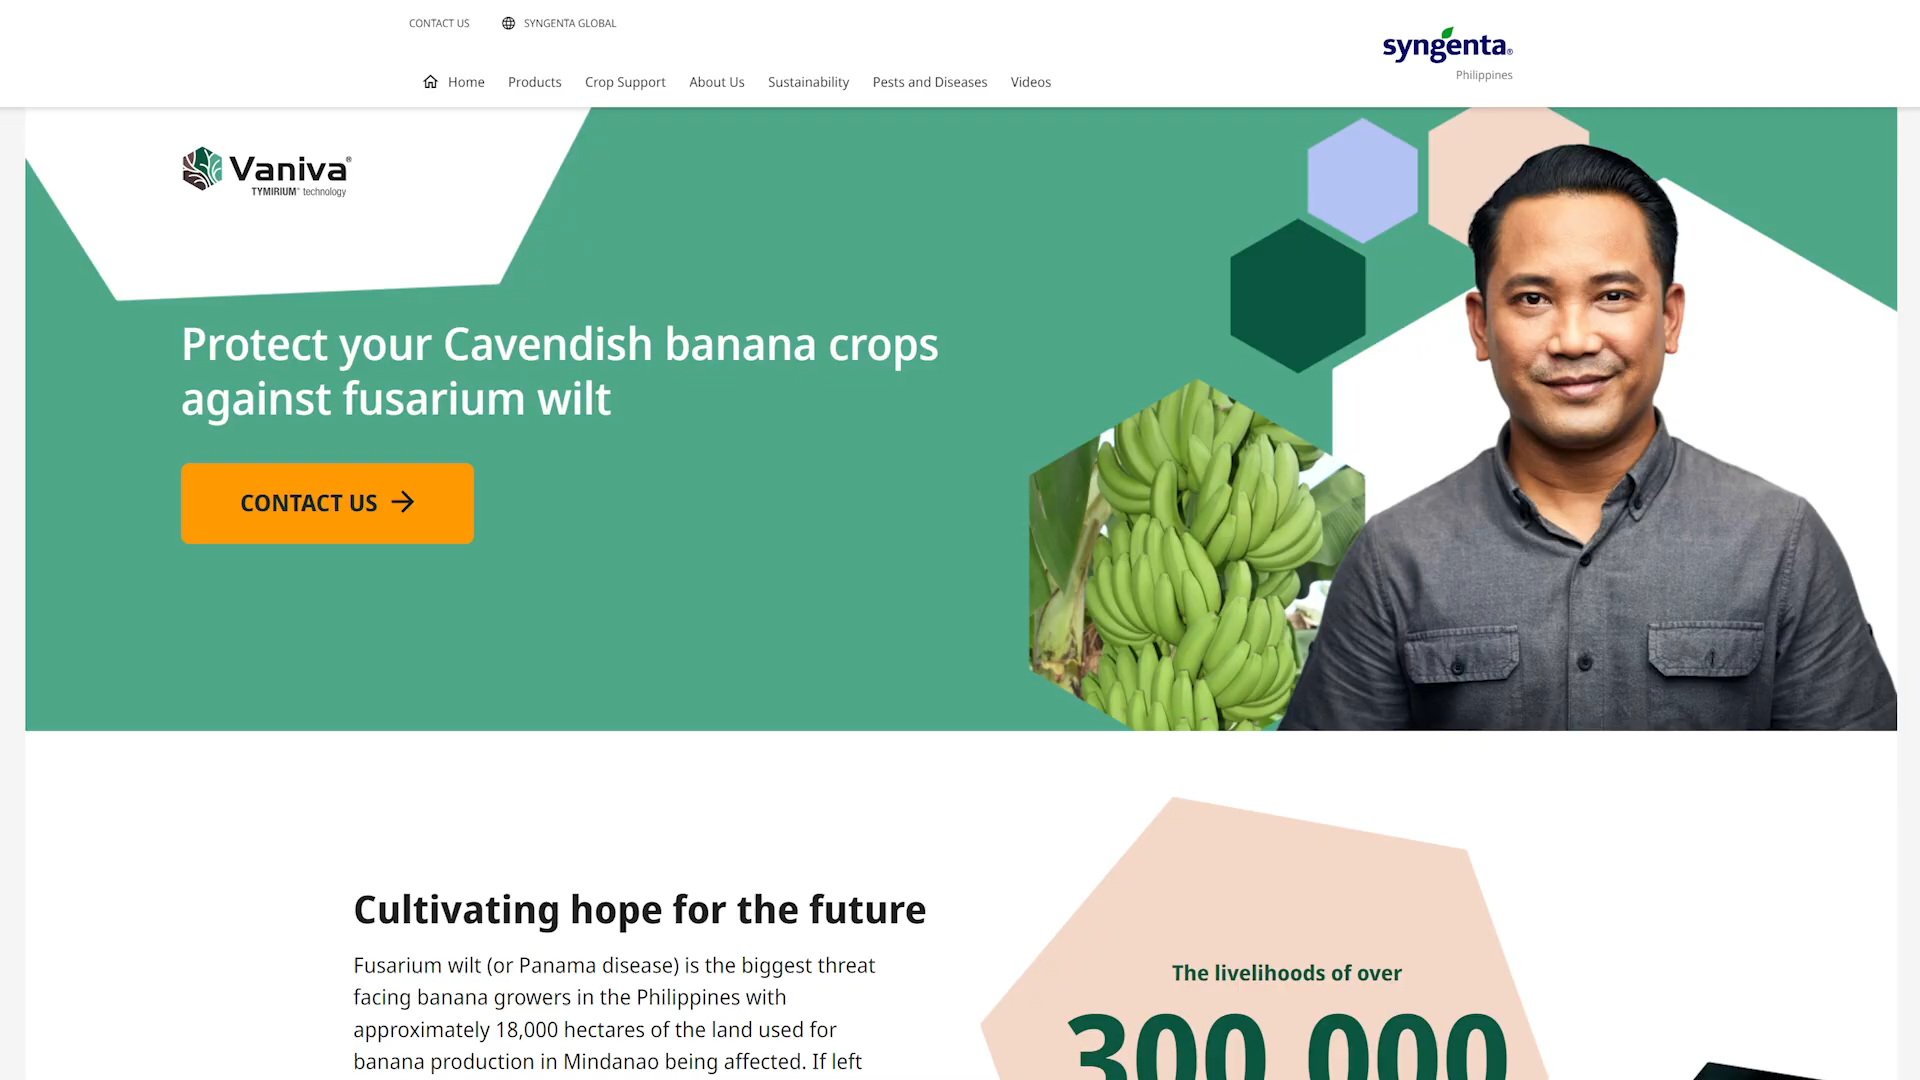 CONTACT US
SYNGENTA GLOBAL
syngenta®
Philippines
Home
Products
Crop Support
About Us
Sustainability
Pests and Diseases
Videos
Vaniva®
TYMIRIUM™ technology
Protect your Cavendish banana crops
against fusarium wilt
CONTACT US
Cultivating hope for the future
Fusarium wilt (or Panama disease) is the biggest threat
facing banana growers in the Philippines with
approximately 18,000 hectares of the land used for
banana production in Mindanao being affected. If left
The livelihoods of over
300,000